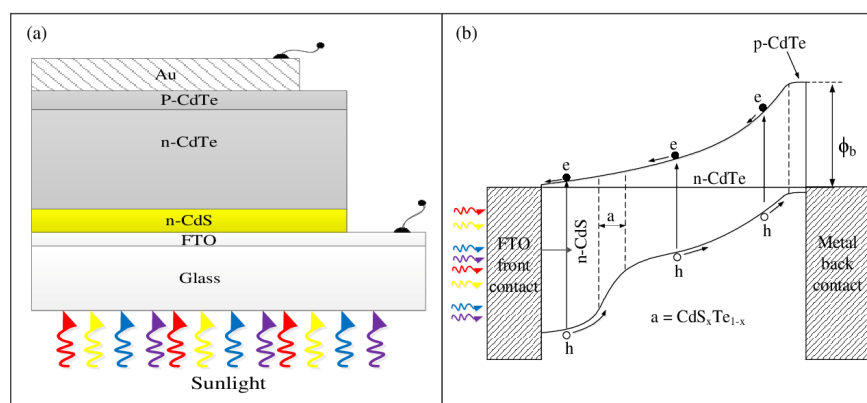 (a)
Au
P-CdTe
n-CdTe
n-CdS
FTO
Glass
Sunlight
(b)
p-CdTe
e
e
e
ϕb
n-CdTe
a
n-CdS
FTO
front
contact
h
h
h
Metal
back
contact
a = CdSxTe1-x